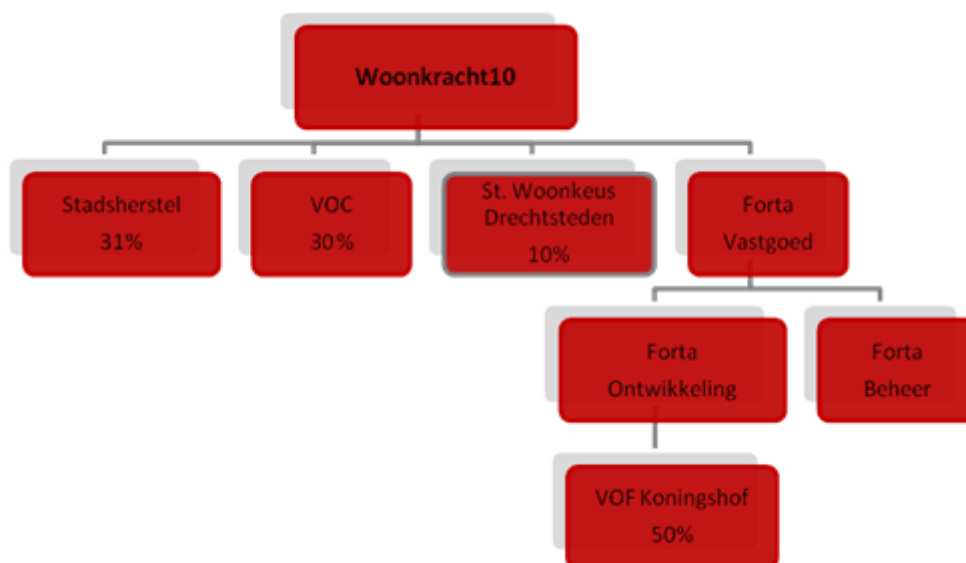 Woonkracht10
Stadsherstel
31%
VOC
30%
St. Woonkeus
Drechtsteden
10%
Forta
Vastgoed
Forta
Ontwikkeling
Forta
Beheer
VOF Koningshof
50%